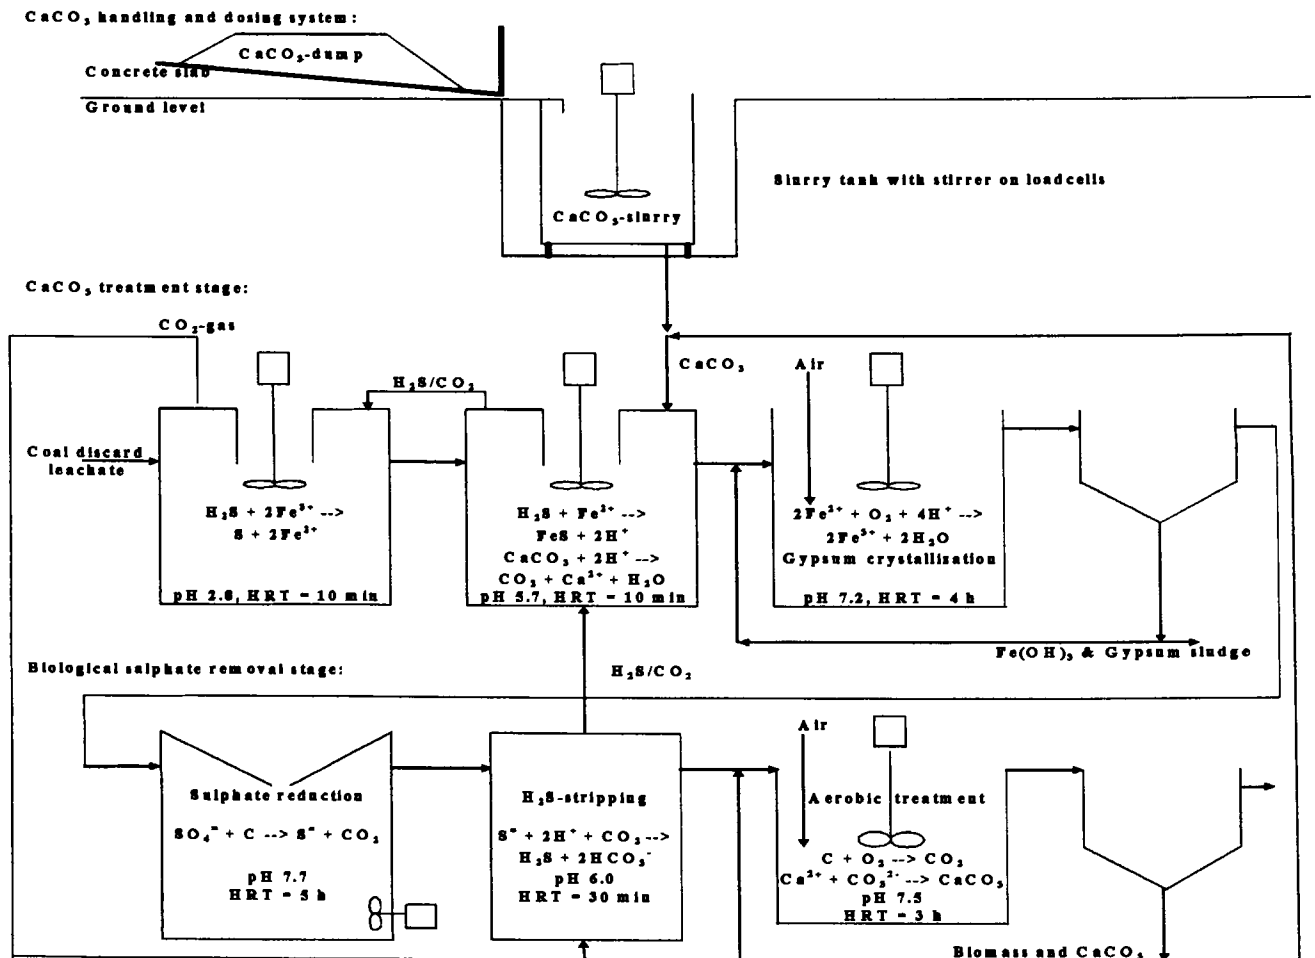 CaCO₃ handling and dosing system:
CaCO₃-dump
Concrete slab
Ground level
Slurry tank with stirrer on loadcells
CaCO₃-slurry
CaCO₃ treatment stage:
CO₂-gas
H₂S/CO₂
CaCO₃
Air
Coal discard
leachate
H₂S + 2Fe³⁺ -->
S + 2Fe²⁺
pH 2.8, HRT = 10 min
H₂S + Fe²⁺ -->
FeS + 2H⁺
CaCO₃ + 2H⁺ -->
CO₂ + Ca²⁺ + H₂O
pH 5.7, HRT = 10 min
2Fe²⁺ + O₂ + 4H⁺ -->
2Fe³⁺ + 2H₂O
Gypsum crystallization
pH 7.2, HRT = 4 h
Fe(OH)₃ & Gypsum sludge
Biological sulphate removal stage:
H₂S/CO₂
Air
Sulphate reduction
SO₄⁼ + C --> S⁼ + CO₂
pH 7.7
HRT = 5 h
H₂S-stripping
S⁼ + 2H⁺ + CO₂ -->
H₂S + 2HCO₃⁻
pH 6.0
HRT = 30 min
Aerobic treatment
C + O₂ --> CO₂
Ca²⁺ + CO₃²⁻ --> CaCO₃
pH 7.5
HRT = 3 h
Biomass and CaCO₃